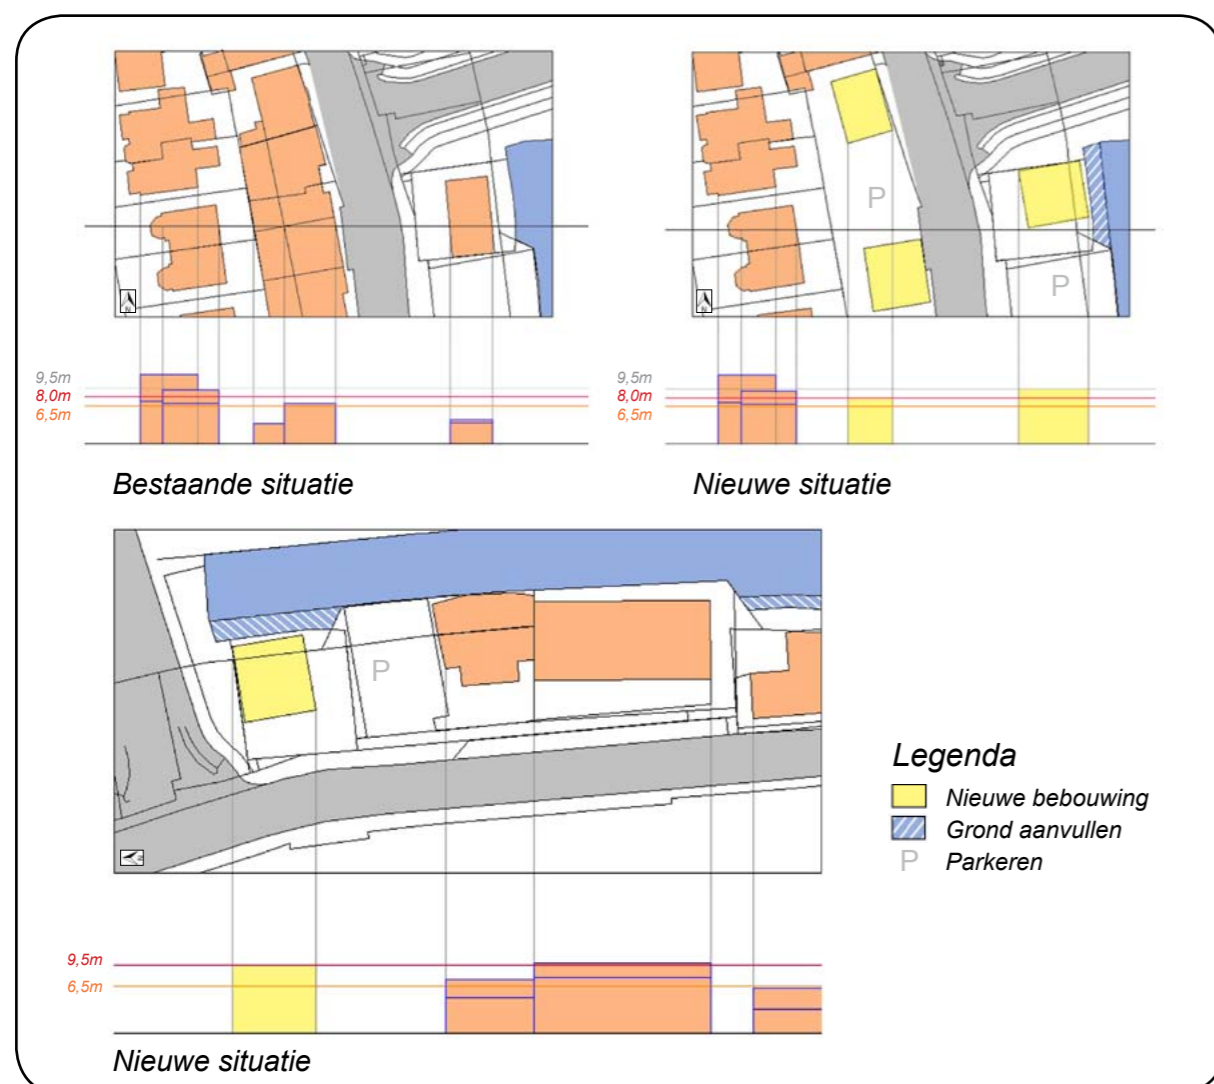 P
P
9,5m
8,0m
6,5m
9,5m
8,0m
6,5m
Bestaande situatie
Nieuwe situatie
P
Legenda
Nieuwe bebouwing
Grond aanvullen
P Parkeren
9,5m
6,5m
Nieuwe situatie